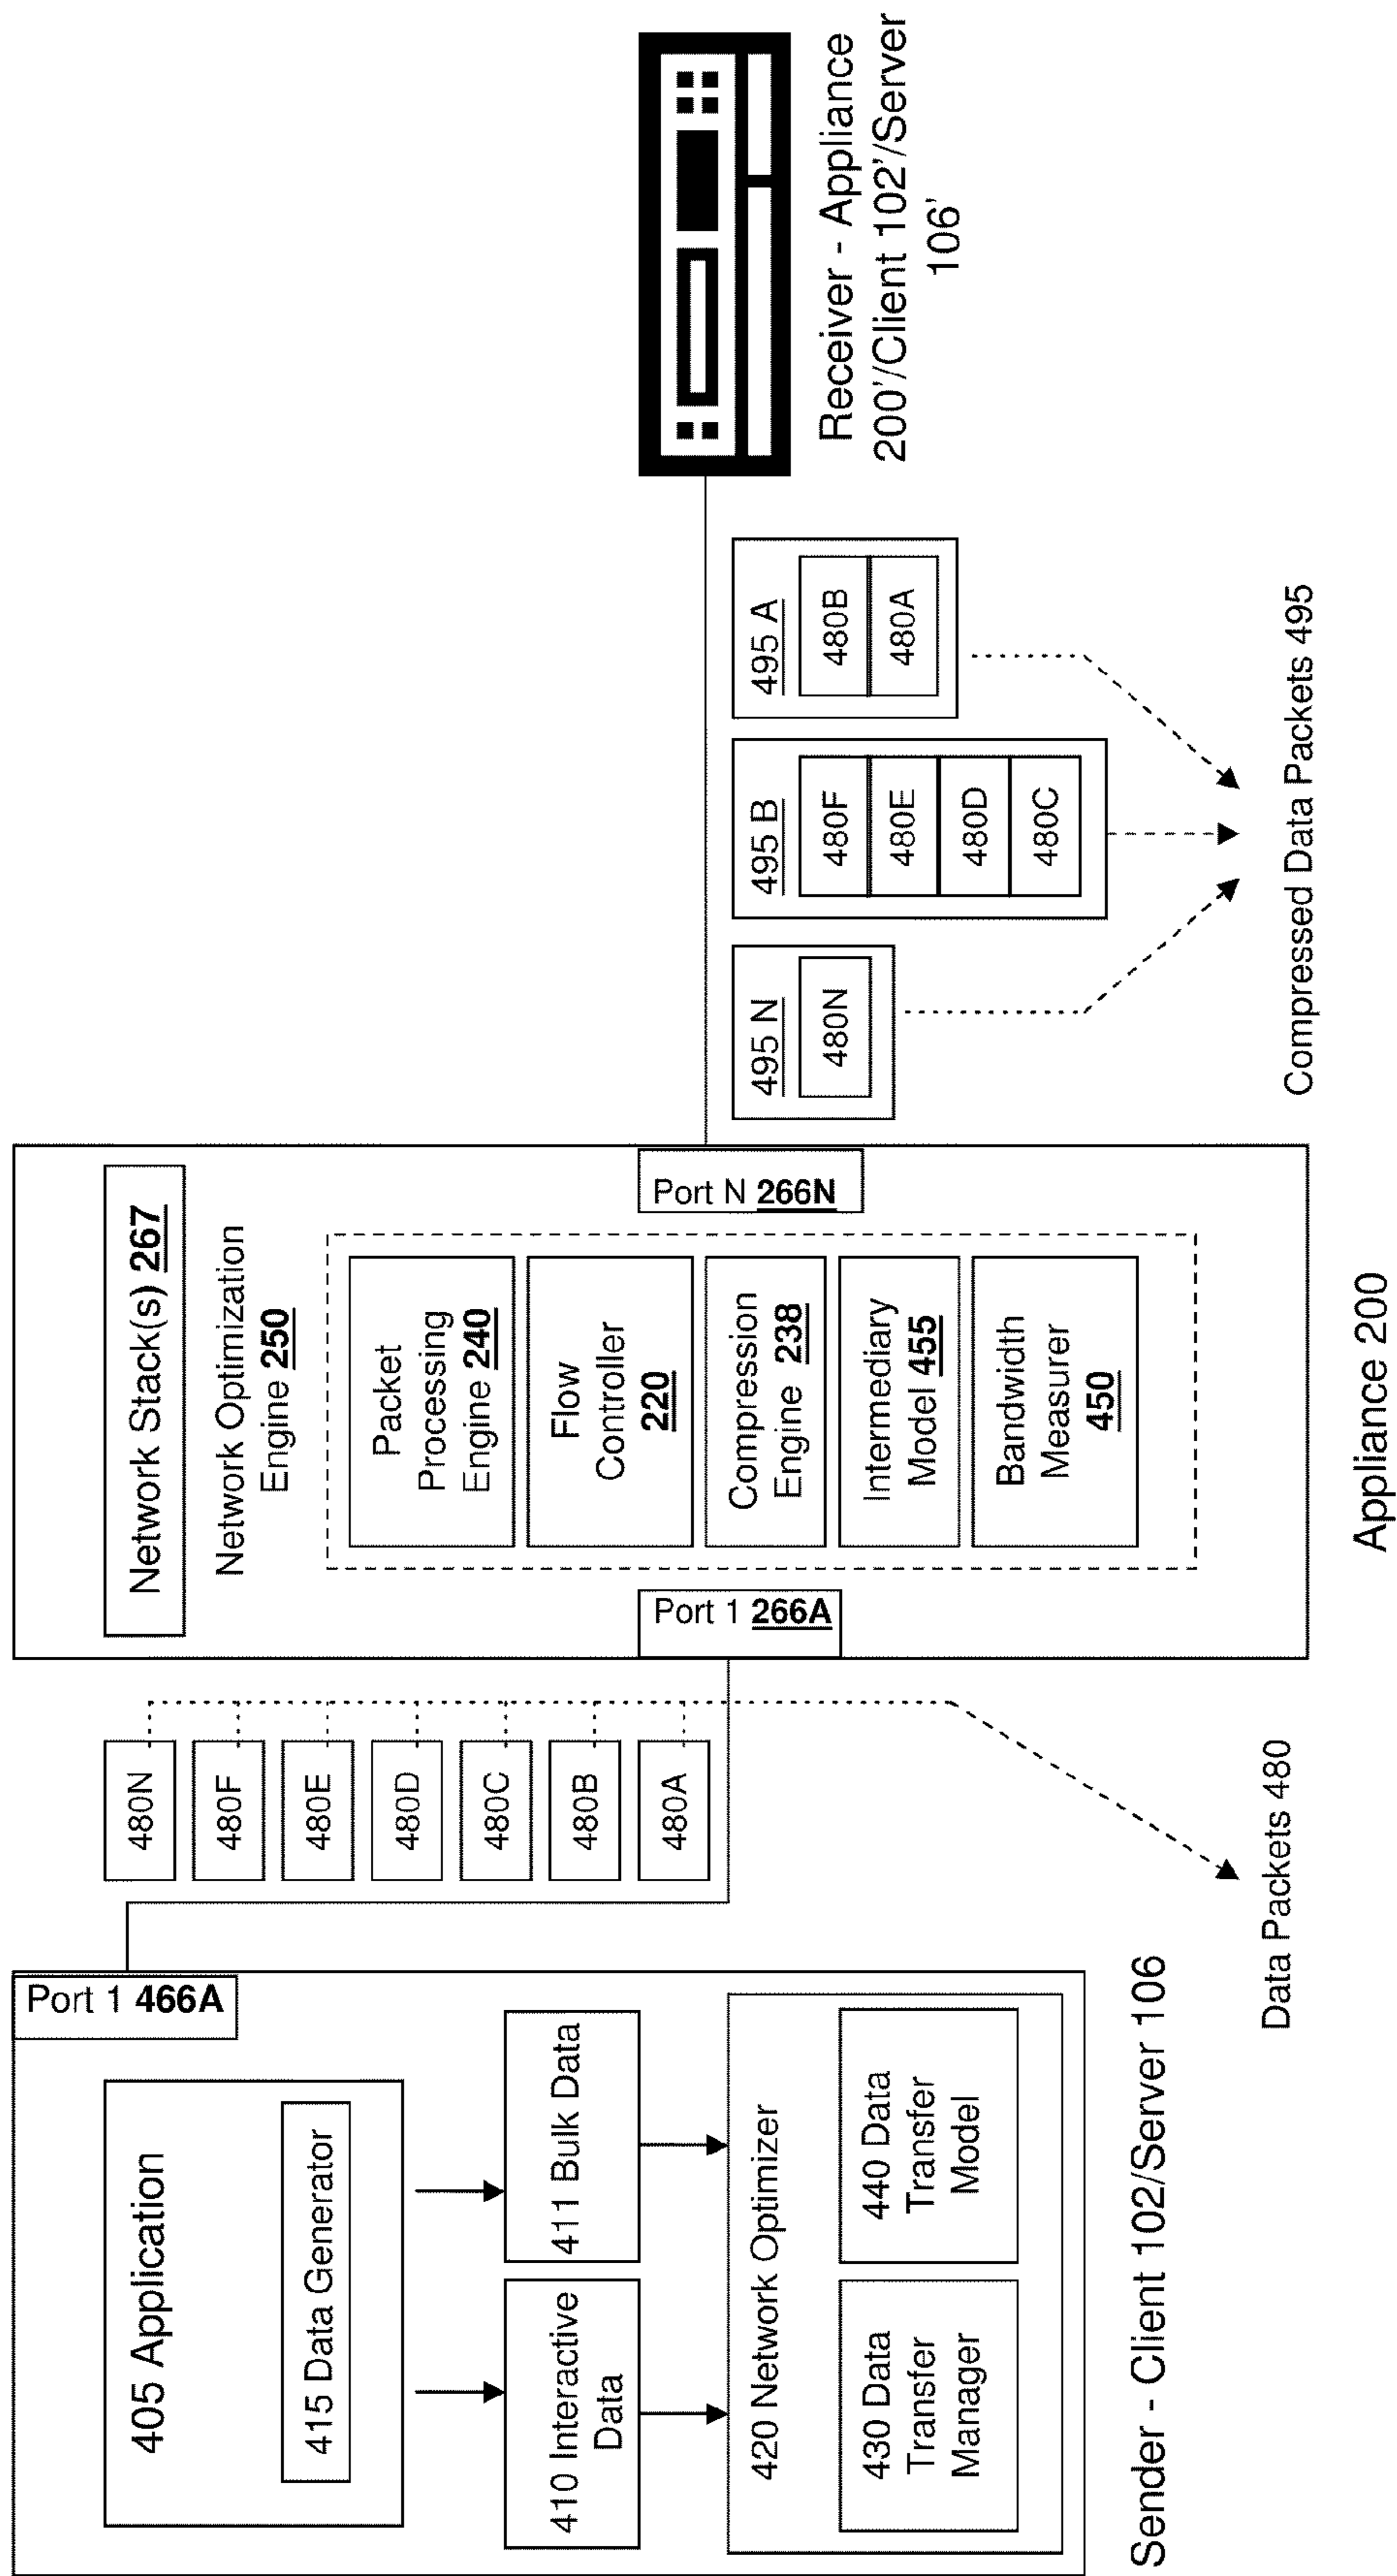 Port 1 466A
405 Application
415 Data Generator
410 Interactive
Data
411 Bulk Data
420 Network Optimizer
430 Data
Transfer
Manager
440 Data
Transfer
Model
Sender - Client 102/Server 106
480N
480F
480E
480D
480C
480B
480A
Data Packets 480
Network Stack(s) 267
Network Optimization
Engine 250
Packet
Processing
Engine 240
Flow
Controller
220
Compression
Engine 238
Intermediary
Model 455
Bandwidth
Measurer
450
Port 1 266A
Port N 266N
Appliance 200
495 N
480N
495 B
480F
480E
480D
480C
495 A
480B
480A
Compressed Data Packets 495
Receiver - Appliance
200'/Client 102'/Server
106'